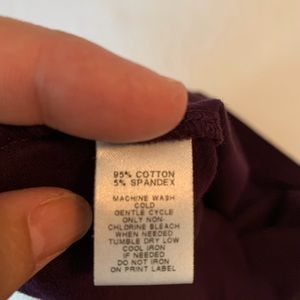 95% COTTON
5% SPANDEX
MACHINE WASH
COLD
GENTLE CYCLE
ONLY NON-
CHLORINE BLEACH
WHEN NEEDED
TUMBLE DRY LOW
COOL IRON
IF NEEDED
DO NOT IRON
ON PRINT LABEL